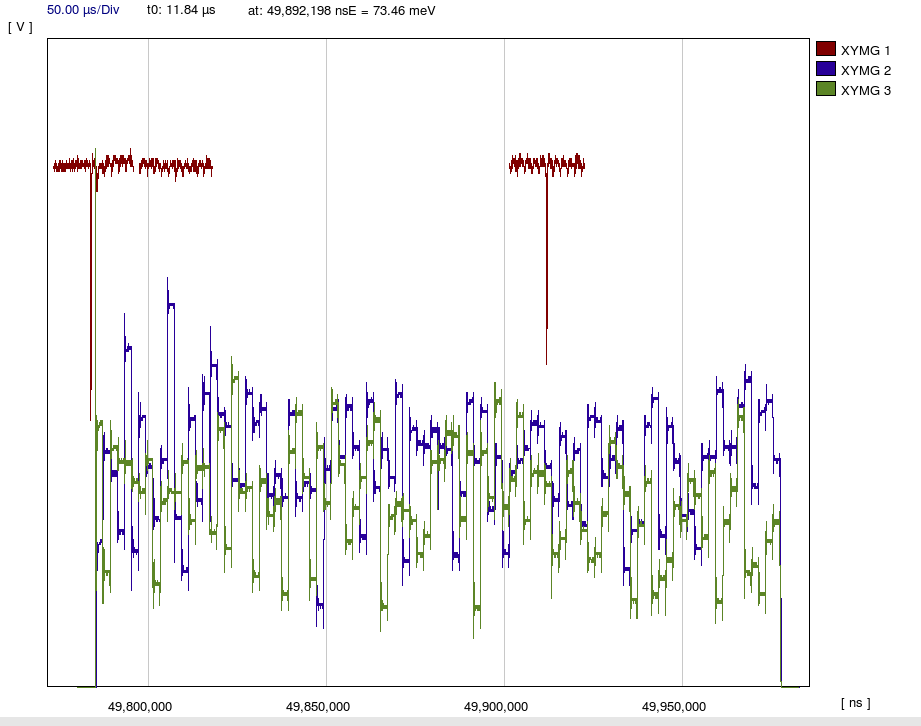 50.00 µs/Div t0: 11.84 µs at: 49,892,198 nsE = 73.46 meV
[ V ]
XYMG 1
XYMG 2
XYMG 3
49,800,000 49,850,000 49,900,000 49,950,000 [ ns ]